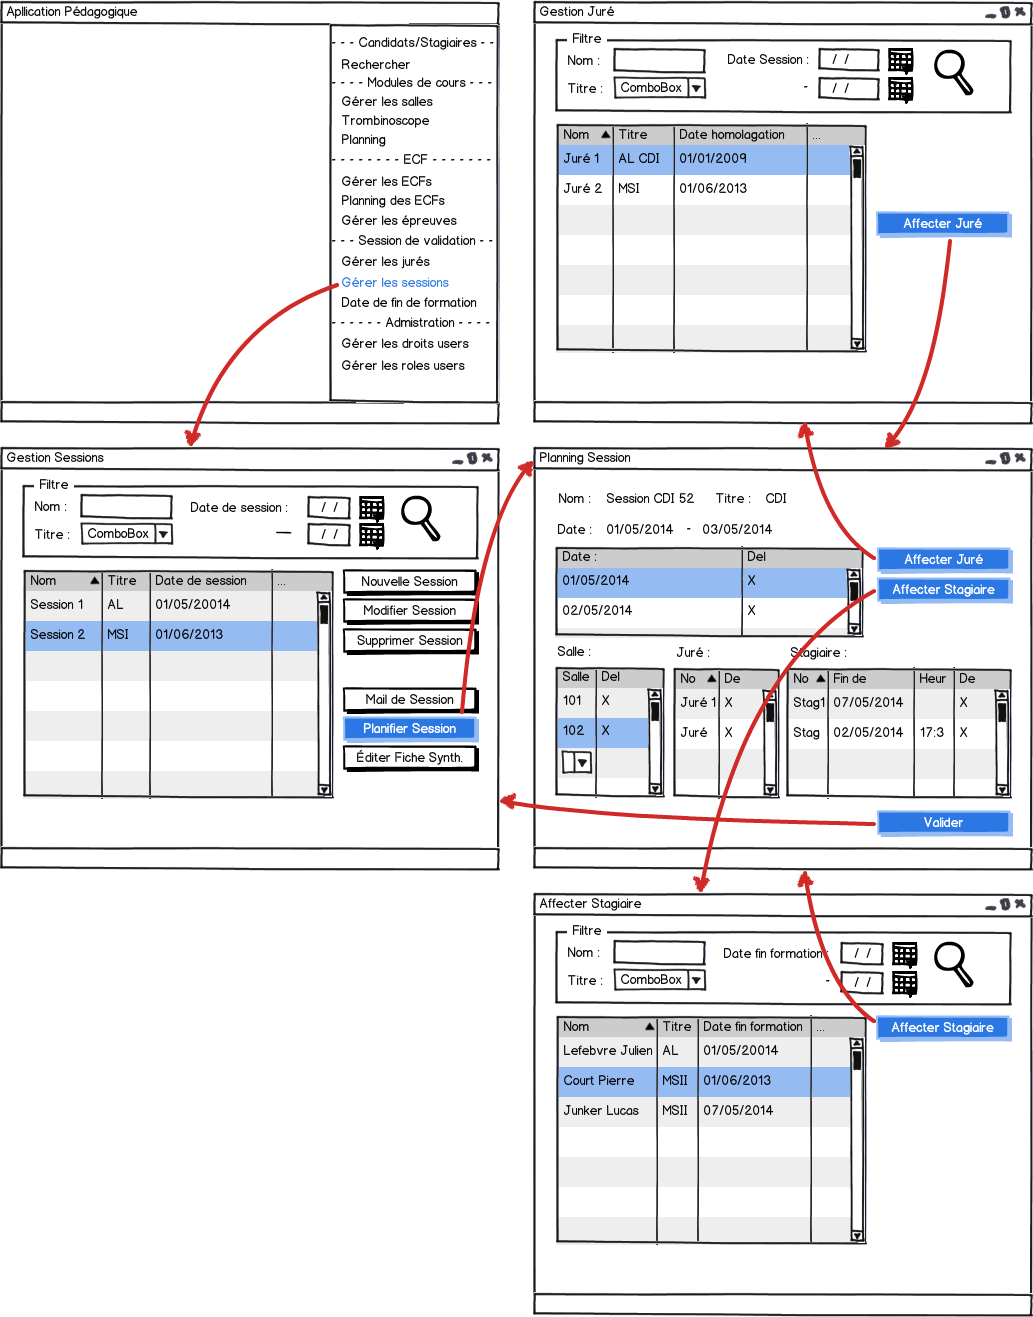 Apllication Pédagogique
- - - Candidats/Stagiaires - -
Rechercher
- - - - Modules de cours - - -
Gérer les salles
Trombinoscope
Planning
- - - - - - - - ECF - - - - - - -
Gérer les ECFs
Planning des ECFs
Gérer les épreuves
- - - Session de validation - -
Gérer les jurés
Gérer les sessions
Date de fin de formation
- - - - - - Admistration - - - -
Gérer les droits users
Gérer les roles users
Gestion Juré
Filtre
Nom :
Date Session :
/ /
Titre :
ComboBox
-
/ /
Nom Titre Date homolagation ...
Juré 1 AL CDI 01/01/2009
Juré 2 MSI 01/06/2013
Affecter Juré
Gestion Sessions
Filtre
Nom :
Date de session :
/ /
Titre :
ComboBox
—
/ /
Nom Titre Date de session ...
Session 1 AL 01/05/20014
Session 2 MSI 01/06/2013
Nouvelle Session
Modifier Session
Supprimer Session
Mail de Session
Planifier Session
Éditer Fiche Synth.
Planning Session
Nom : Session CDI 52 Titre : CDI
Date : 01/05/2014 - 03/05/2014
Date : Del
01/05/2014 X
02/05/2014 X
Affecter Juré
Affecter Stagiaire
Salle :
Salle Del
101 X
102 X
Juré :
No De
Juré 1 X
Juré X
Stagiaire :
No Fin de Heur De
Stag1 07/05/2014 X
Stag 02/05/2014 17:3 X
Valider
Affecter Stagiaire
Filtre
Nom :
Date fin formation :
/ /
Titre :
ComboBox
-
/ /
Nom Titre Date fin formation ...
Lefebvre Julien AL 01/05/20014
Court Pierre MSII 01/06/2013
Junker Lucas MSII 07/05/2014
Affecter Stagiaire